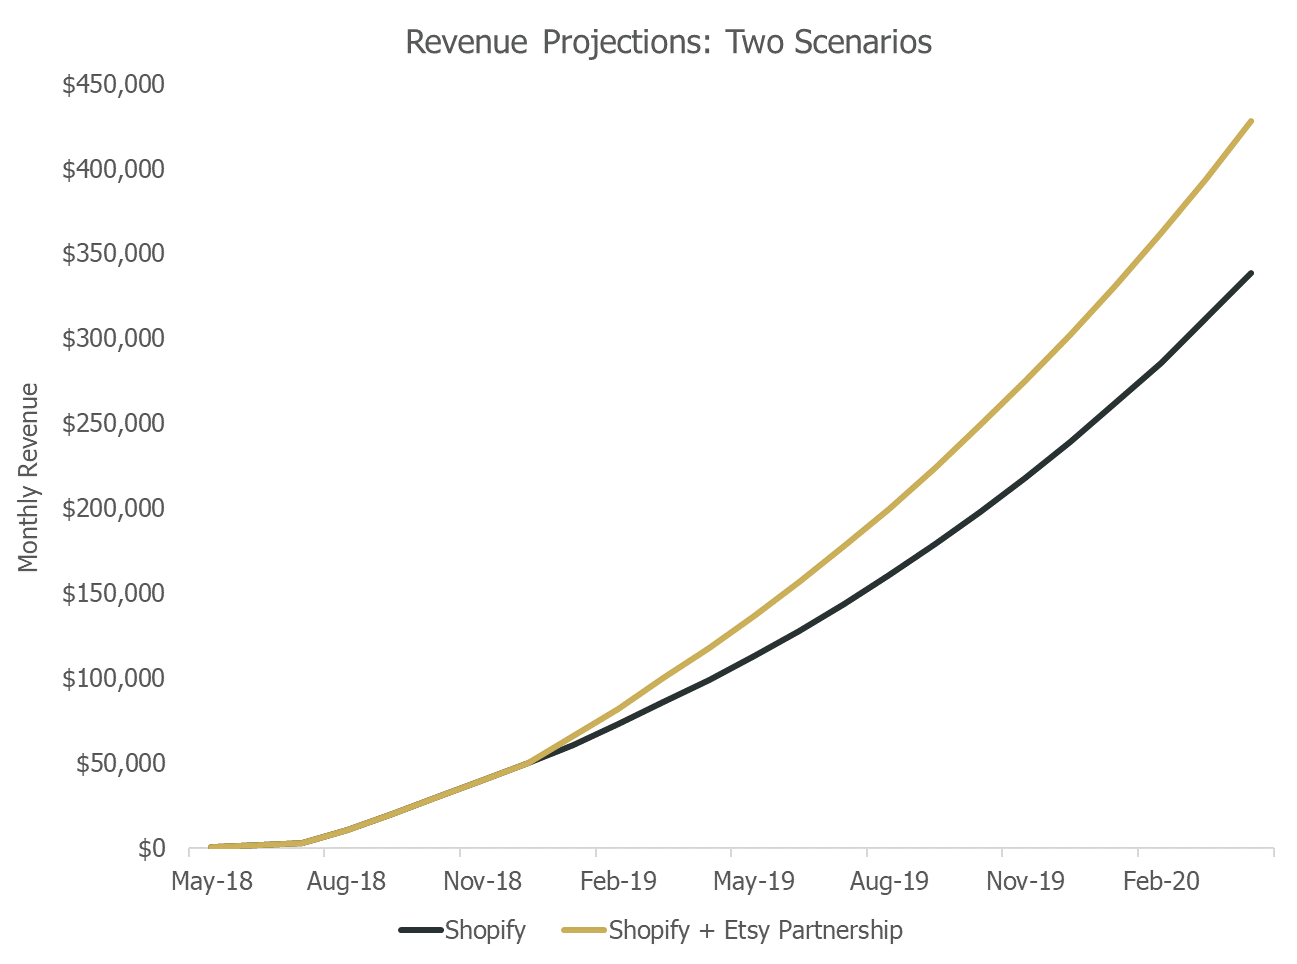 Revenue Projections: Two Scenarios
$450,000
$400,000
$350,000
$300,000
$250,000
$200,000
$150,000
$100,000
$50,000
$0
Monthly Revenue
May-18 Aug-18 Nov-18 Feb-19 May-19 Aug-19 Nov-19 Feb-20
Shopify Shopify + Etsy Partnership